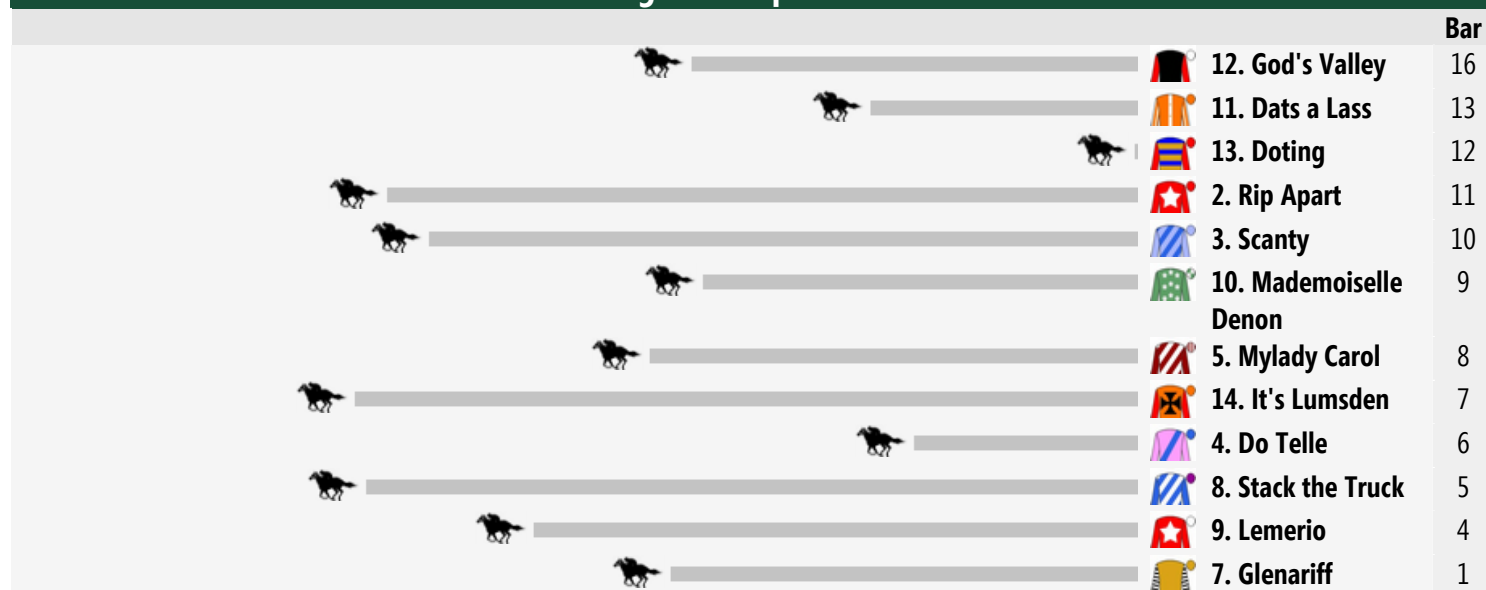 Bar
12. God's Valley 16
11. Dats a Lass 13
13. Doting 12
2. Rip Apart 11
3. Scanty 10
10. Mademoiselle 9
Denon
5. Mylady Carol 8
14. It's Lumsden 7
4. Do Telle 6
8. Stack the Truck 5
9. Lemerio 4
7. Glenariff 1